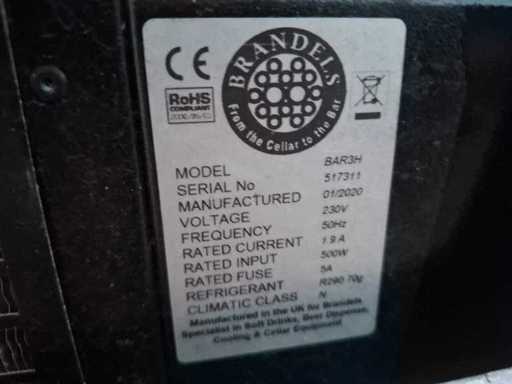 CE
BRANDELS
From the Cellar to the Bar
RoHS
COMPLIANT
MODEL BAR3H
SERIAL No 517311
MANUFACTURED 01/2020
VOLTAGE 230V
FREQUENCY 50Hz
RATED CURRENT 1.9 A
RATED INPUT 500W
RATED FUSE 5A
REFRIGERANT R290 70g
CLIMATIC CLASS N
Manufactured in the UK for Brandels
Specialist in Soft Drinks, Beer Dispense,
Cooling & Cellar Equipment